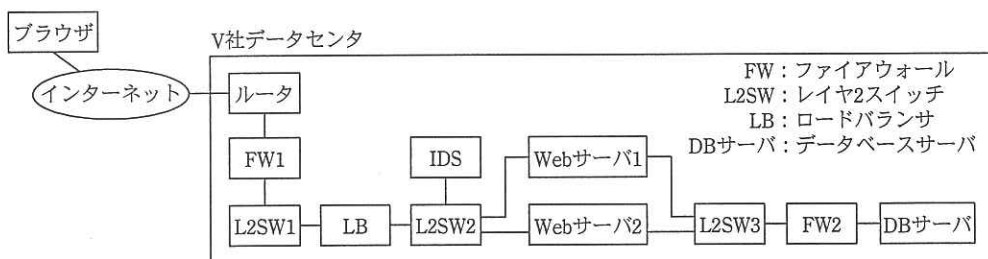 ブラウザ
V社データセンタ
インターネット
ルータ
FW:ファイアウォール
L2SW:レイヤ2スイッチ
LB:ロードバランサ
DBサーバ:データベースサーバ
FW1
IDS
Webサーバ1
L2SW1
LB
L2SW2
Webサーバ2
L2SW3
FW2
DBサーバ